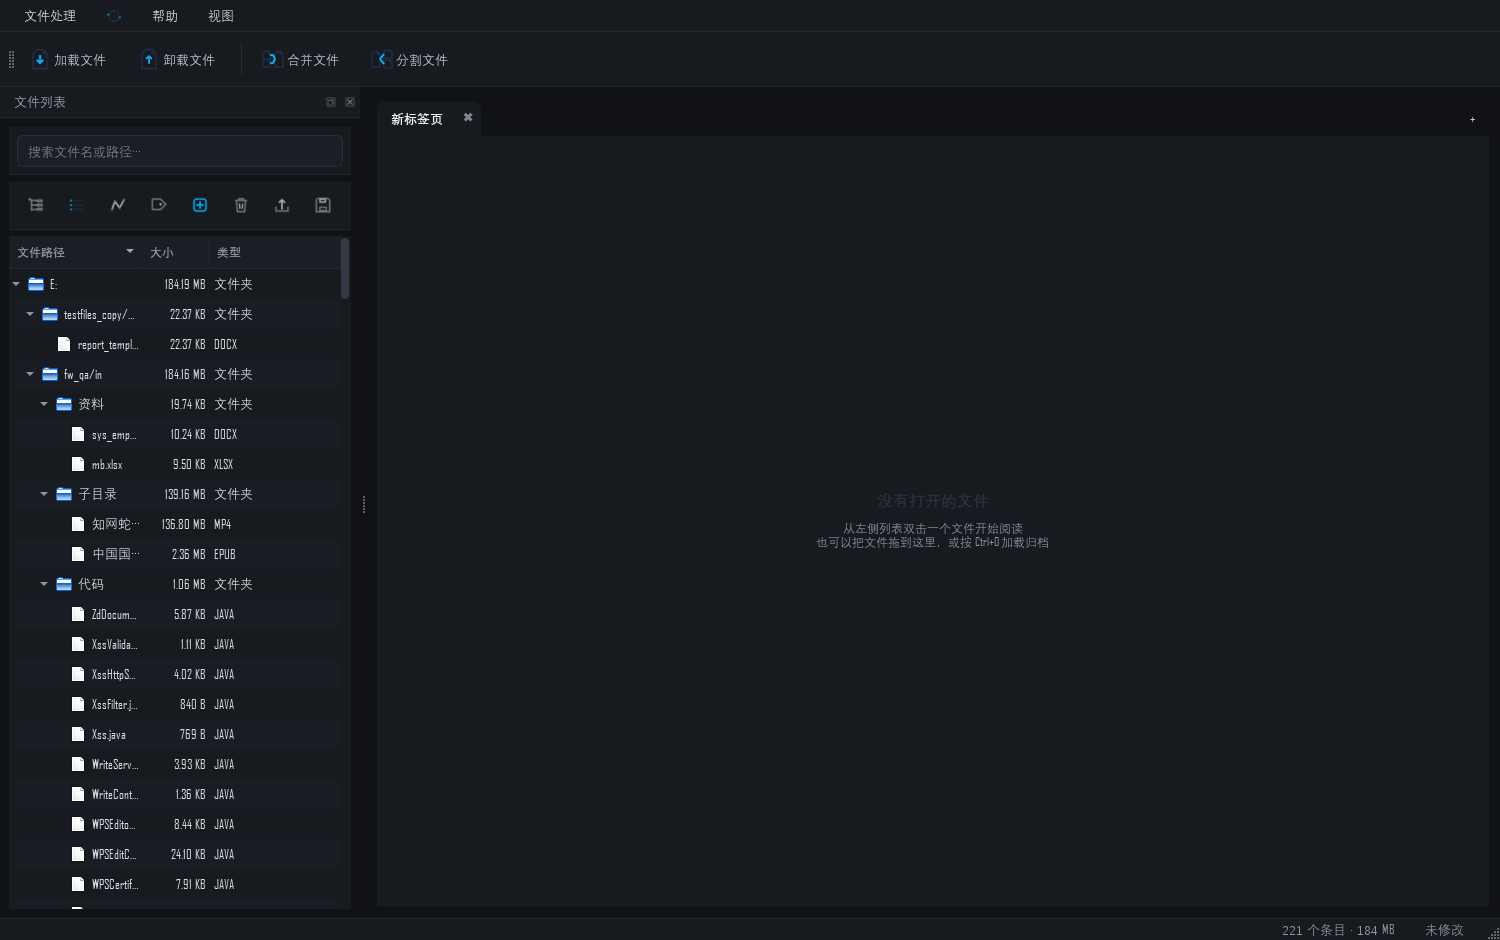 文件处理 帮助 视图
加载文件 卸载文件 合并文件 分割文件
文件列表
新标签页
+
搜索文件名或路径…
文件路径 大小 类型
E: 184.19 MB 文件夹
testfiles_copy/... 22.37 KB 文件夹
report_templ... 22.37 KB DOCX
fw_qa/in 184.16 MB 文件夹
资料 19.74 KB 文件夹
sys_emp... 10.24 KB DOCX
mb.xlsx 9.50 KB XLSX
子目录 139.16 MB 文件夹
知网蛇… 136.80 MB MP4
中国国… 2.36 MB EPUB
代码 1.06 MB 文件夹
ZdDocum... 5.87 KB JAVA
XssValida... 1.11 KB JAVA
XssHttpS... 4.02 KB JAVA
XssFilter.j... 840 B JAVA
Xss.java 769 B JAVA
WriteServ... 3.93 KB JAVA
WriteCont... 1.36 KB JAVA
WPSEdito... 8.44 KB JAVA
WPSEditC... 24.10 KB JAVA
WPSCertif... 7.91 KB JAVA
没有打开的文件
从左侧列表双击一个文件开始阅读
也可以把文件拖到这里，或按 Ctrl+O 加载归档
221 个条目 · 184 MB 未修改